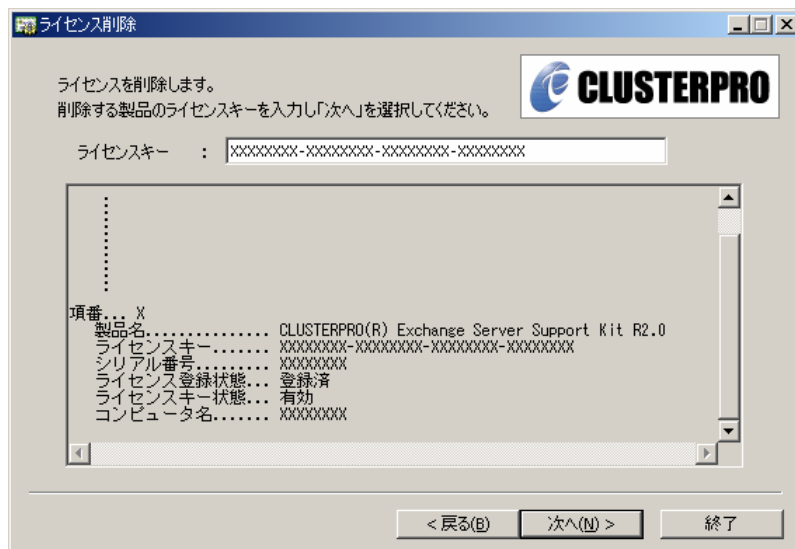 ライセンス削除
CLUSTERPRO
ライセンスを削除します。
削除する製品のライセンスキーを入力し「次へ」を選択してください。
ライセンスキー : XXXXXXXX-XXXXXXXX-XXXXXXXX-XXXXXXXX
項番... X
製品名............... CLUSTERPRO(R) Exchange Server Support Kit R2.0
ライセンスキー....... XXXXXXXX-XXXXXXXX-XXXXXXXX-XXXXXXXX
シリアル番号......... XXXXXXXX
ライセンス登録状態... 登録済
ライセンスキー状態... 有効
コンピュータ名....... XXXXXXXX
< 戻る(B) 次へ(N) > 終了